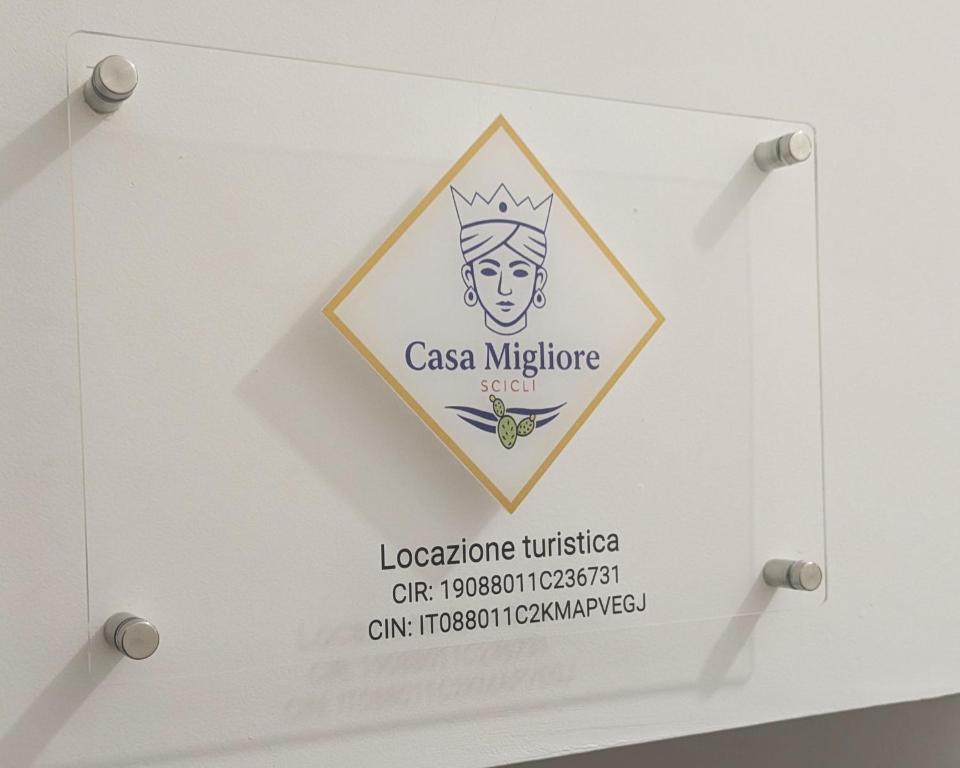 Casa Migliore
SCICLI
Locazione turistica
CIR: 19088011C236731
CIN: IT088011C2KMAPVEGJ